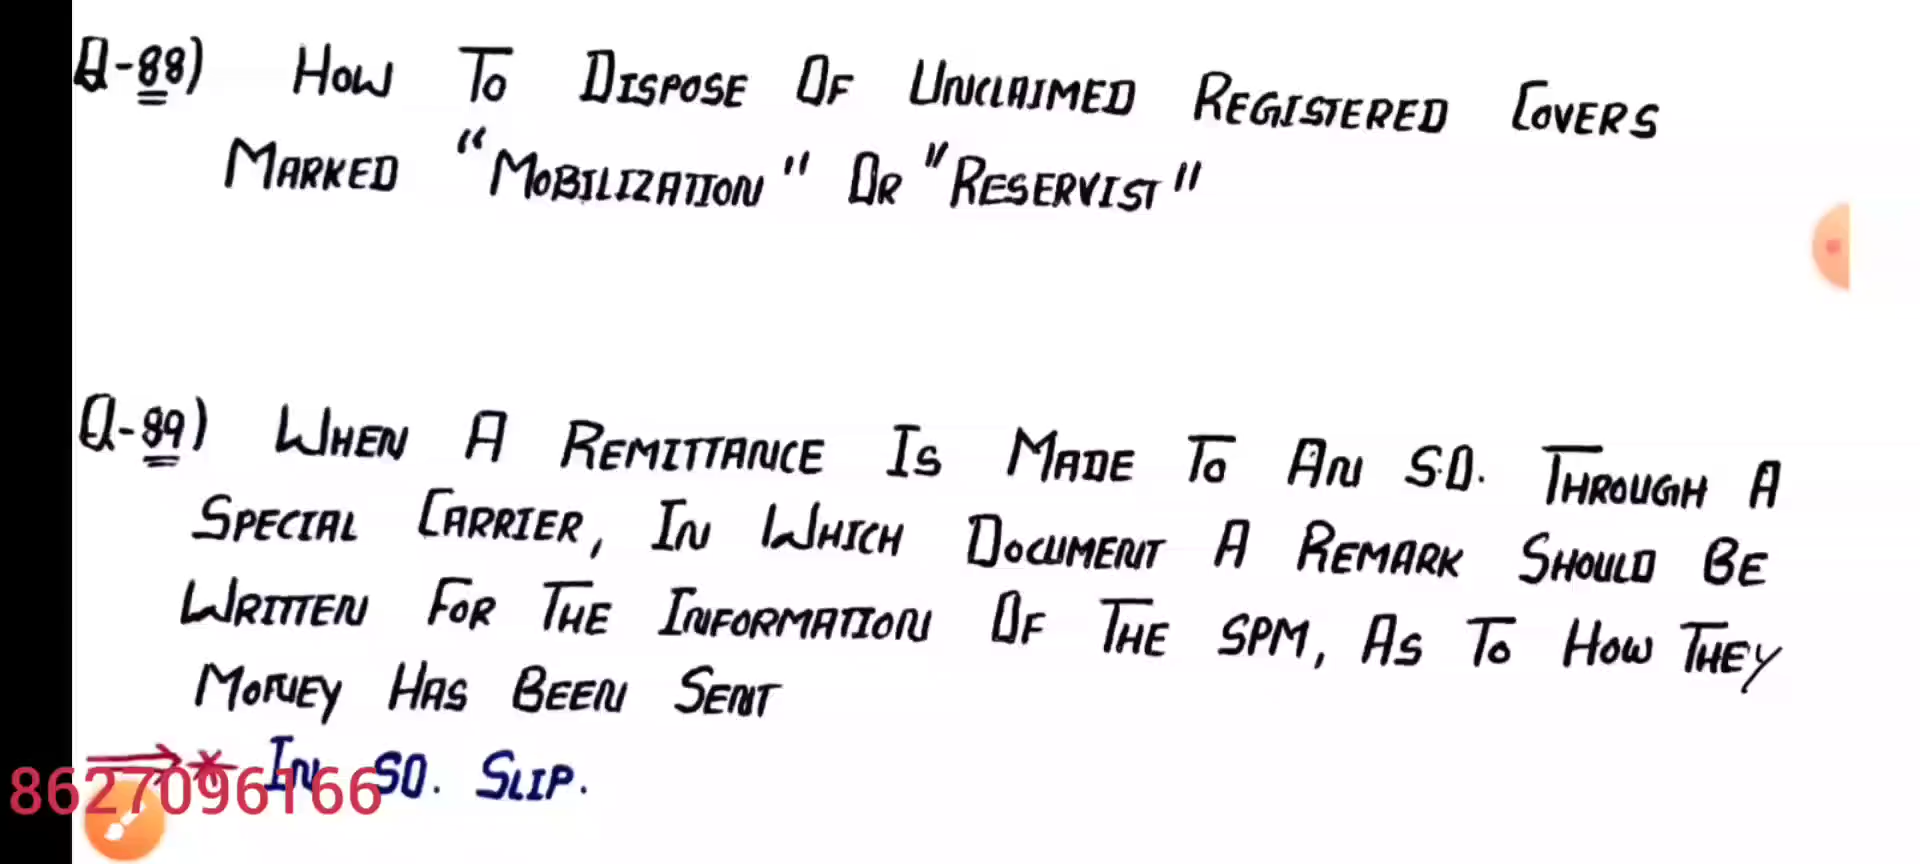 Q-88) HOW TO DISPOSE OF UNCLAIMED REGISTERED COVERS
MARKED "MOBILIZATION" OR "RESERVIST"
Q-89) WHEN A REMITTANCE IS MADE TO AN S.O. THROUGH A
SPECIAL CARRIER, IN WHICH DOCUMENT A REMARK SHOULD BE
WRITTEN FOR THE INFORMATION OF THE SPM, AS TO HOW THEY
MONEY HAS BEEN SENT
IN SO. SLIP.
8627096166